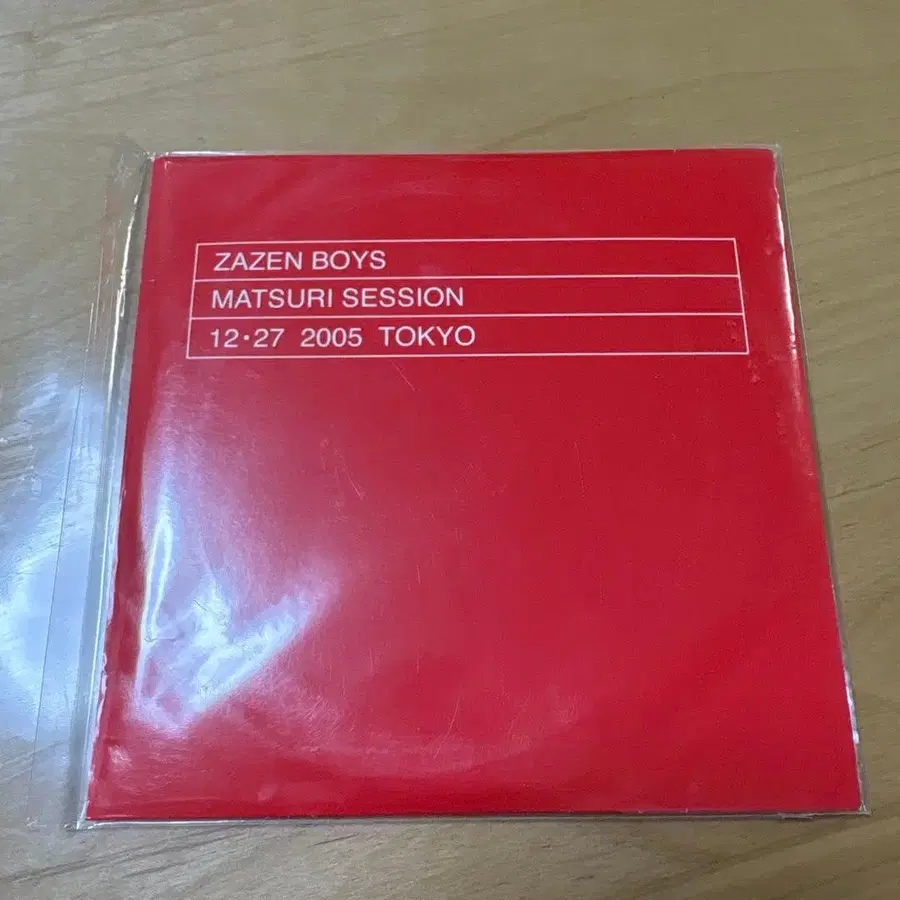 ZAZEN BOYS
MATSURI SESSION
12・27 2005 TOKYO